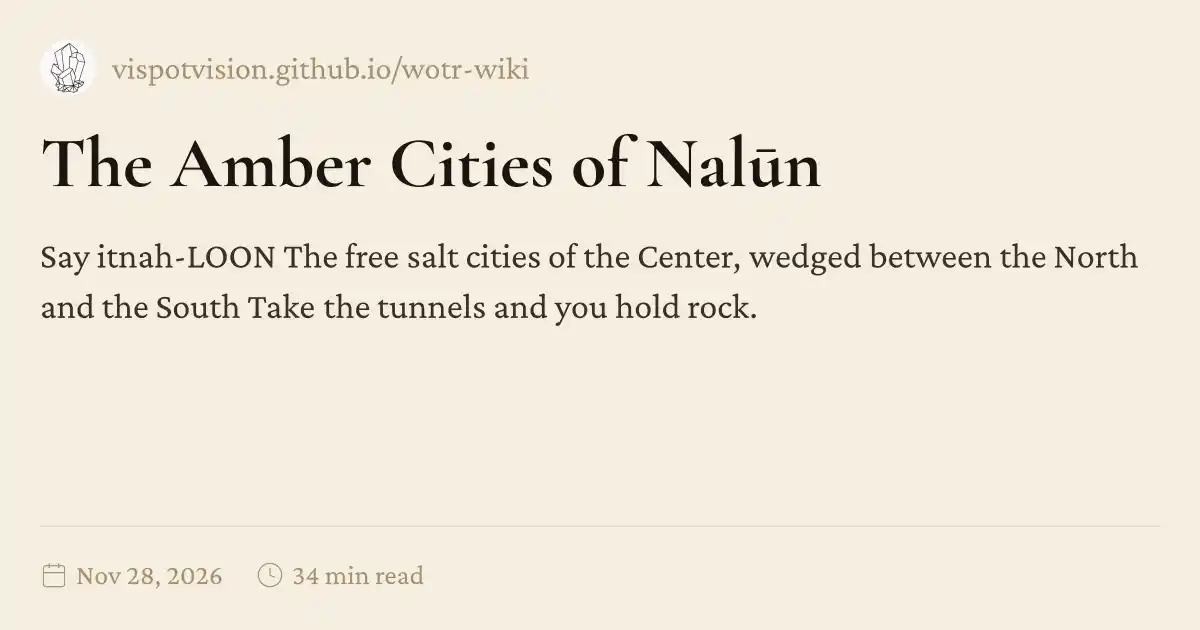 vispotvision.github.io/wotr-wiki
The Amber Cities of Nalūn
Say itnah-LOON The free salt cities of the Center, wedged between the North
and the South Take the tunnels and you hold rock.
Nov 28, 2026
34 min read